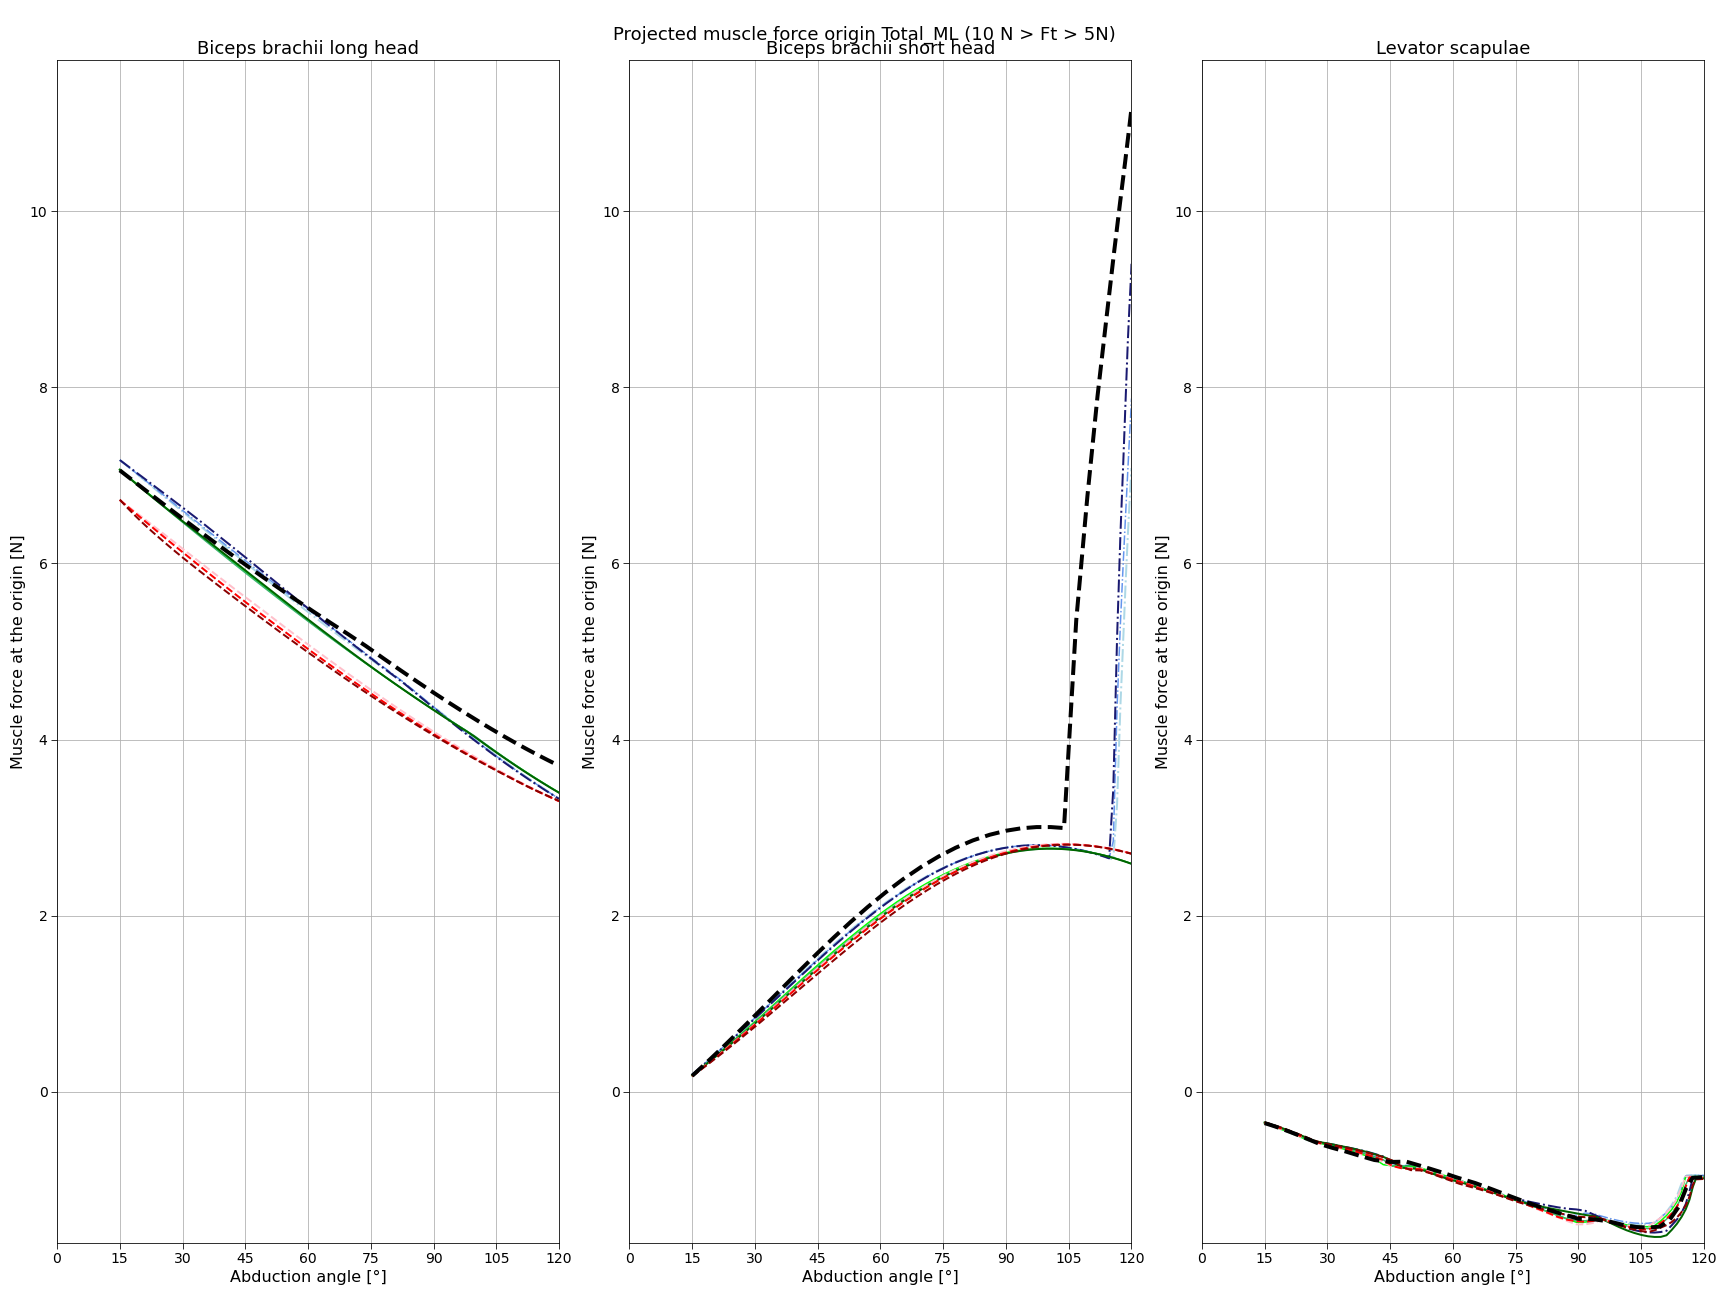 Projected muscle force origin Total_ML (10 N > Ft > 5N)
Biceps brachii long head
Biceps brachii short head
Levator scapulae
Muscle force at the origin [N]
10
8
6
4
2
0
0 15 30 45 60 75 90 105 120
Abduction angle [°]
Muscle force at the origin [N]
10
8
6
4
2
0
0 15 30 45 60 75 90 105 120
Abduction angle [°]
Muscle force at the origin [N]
10
8
6
4
2
0
0 15 30 45 60 75 90 105 120
Abduction angle [°]